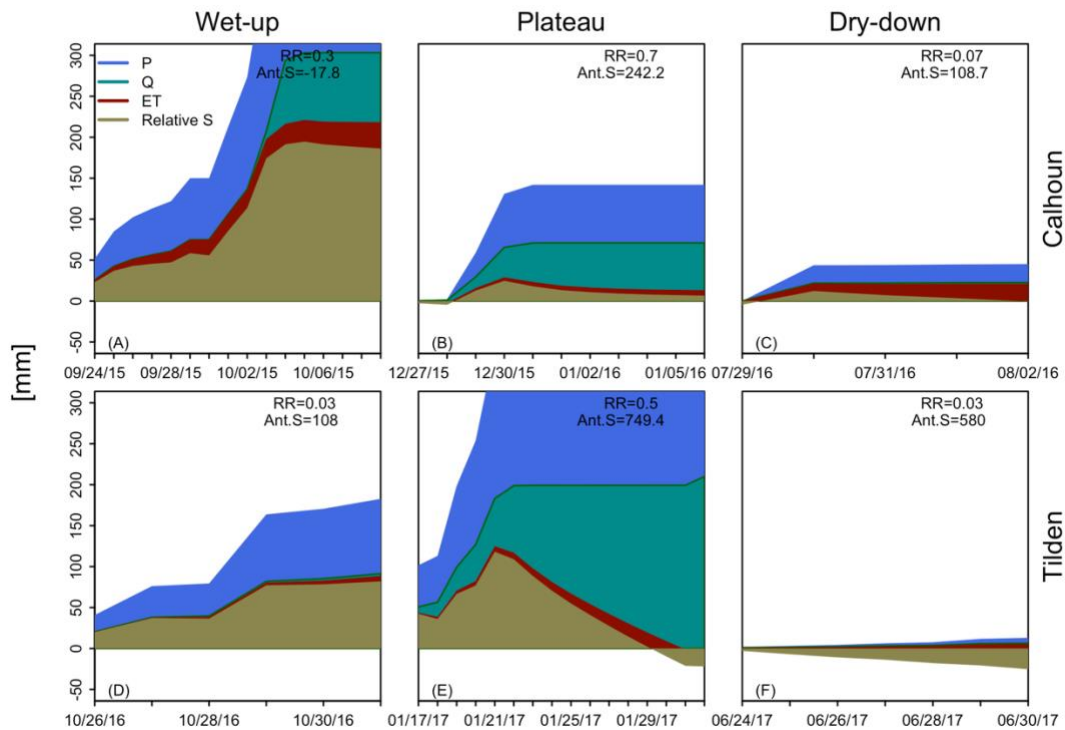 Wet-up Plateau Dry-down
300
250
200
150
100
50
0
-50
P
Q
ET
Relative S
RR=0.3
Ant.S=-17.8
(A)
09/24/15 09/28/15 10/02/15 10/06/15
RR=0.7
Ant.S=242.2
(B)
12/27/15 12/30/15 01/02/16 01/05/16
RR=0.07
Ant.S=108.7
(C)
07/29/16 07/31/16 08/02/16
Calhoun
[mm]
300
250
200
150
100
50
0
-50
RR=0.03
Ant.S=108
(D)
10/26/16 10/28/16 10/30/16
RR=0.5
Ant.S=749.4
(E)
01/17/17 01/21/17 01/25/17 01/29/17
RR=0.03
Ant.S=580
(F)
06/24/17 06/26/17 06/28/17 06/30/17
Tilden